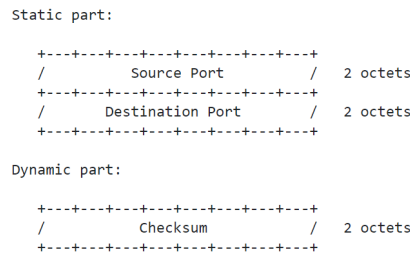 Static part:
+---+---+---+---+---+---+---+---+
/ Source Port / 2 octets
+---+---+---+---+---+---+---+---+
/ Destination Port / 2 octets
+---+---+---+---+---+---+---+---+
Dynamic part:
+---+---+---+---+---+---+---+---+
/ Checksum / 2 octets
+---+---+---+---+---+---+---+---+